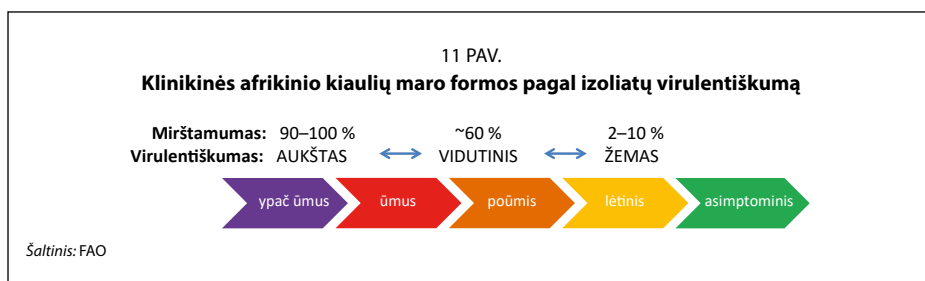 11 PAV.
Klinikinės afrikinio kiaulių maro formos pagal izoliatų virulentiškumą
Mirštamumas: 90–100 % ~60 % 2–10 %
Virulentiškumas: AUKŠTAS VIDUTINIS ŽEMAS
ypač ūmus ūmus poūmis lėtinis asimptominis
Šaltinis: FAO